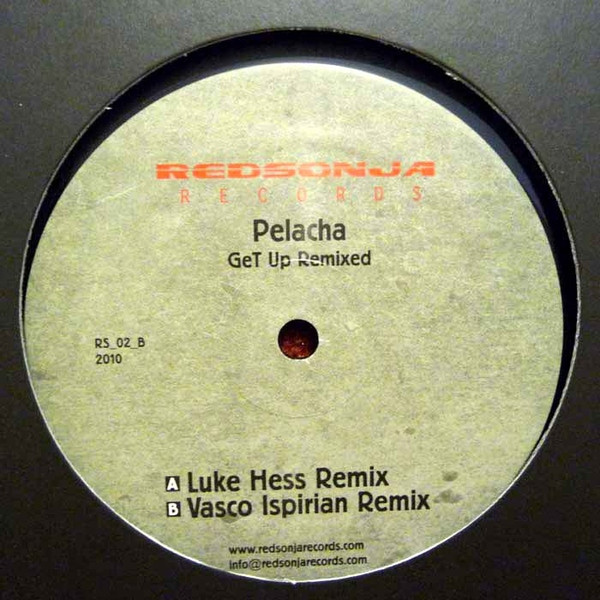 REDSONJA
RECORDS
Pelacha
GeT Up Remixed
RS_02_B
2010
A Luke Hess Remix
B Vasco Ispirian Remix
www.redsonjarecords.com
info@redsonjarecords.com